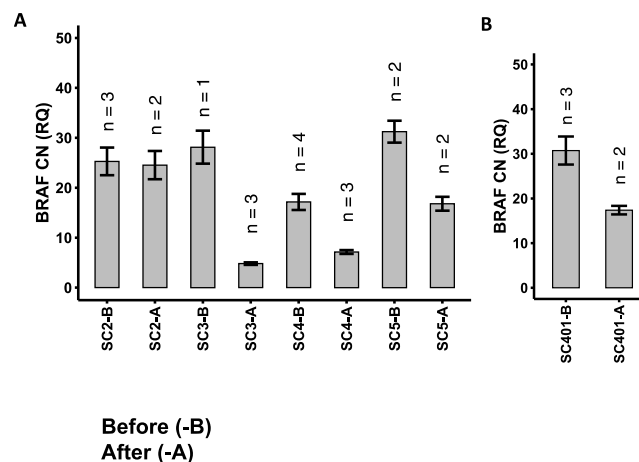 A
BRAF CN (RQ)
50
40
30
20
10
0
n = 3
n = 2
n = 1
n = 3
n = 4
n = 3
n = 2
n = 2
SC2-B
SC2-A
SC3-B
SC3-A
SC4-B
SC4-A
SC5-B
SC5-A
B
BRAF CN (RQ)
50
40
30
20
10
0
n = 3
n = 2
SC401-B
SC401-A
Before (-B)
After (-A)